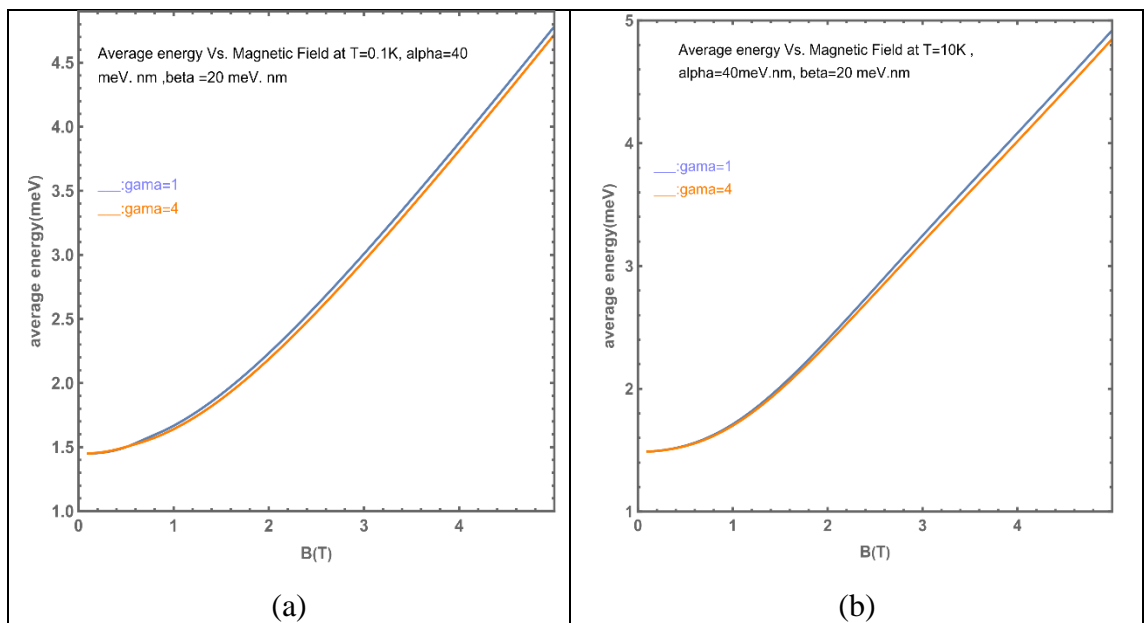 Average energy Vs. Magnetic Field at T=0.1K, alpha=40
meV. nm ,beta =20 meV. nm
___:gama=1
___:gama=4
average energy(meV)
4.5
4.0
3.5
3.0
2.5
2.0
1.5
1.0
0 1 2 3 4
B(T)
(a)
Average energy Vs. Magnetic Field at T=10K ,
alpha=40meV.nm, beta=20 meV.nm
___:gama=1
___:gama=4
average energy(meV)
5
4
3
2
1
0 1 2 3 4
B(T)
(b)